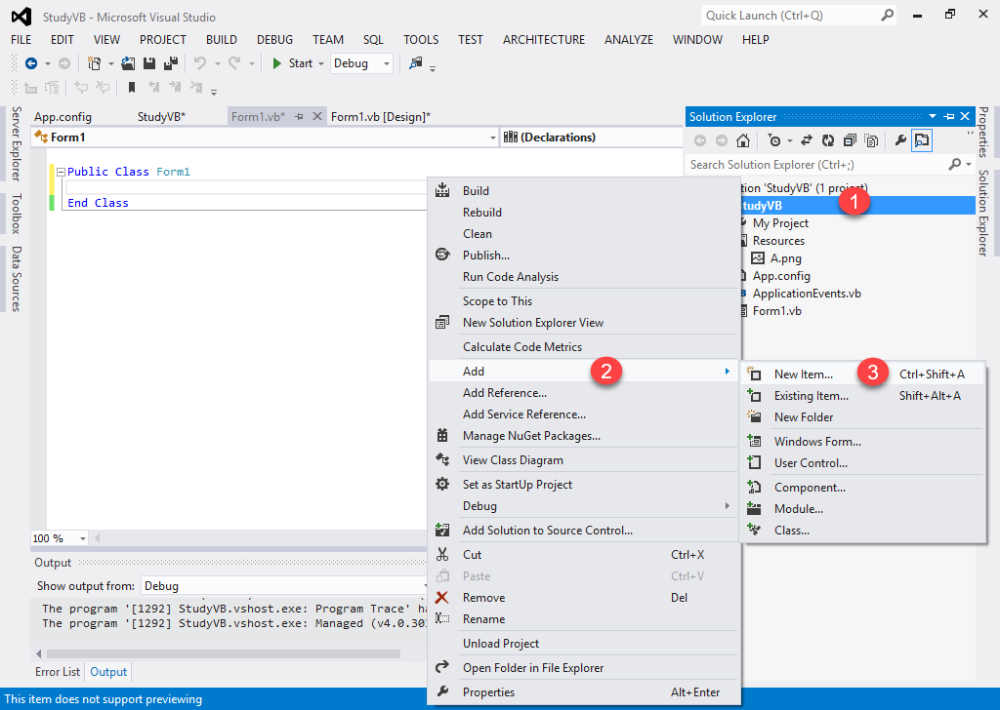 StudyVB - Microsoft Visual Studio
Quick Launch (Ctrl+Q)
FILE EDIT VIEW PROJECT BUILD DEBUG TEAM SQL TOOLS TEST ARCHITECTURE ANALYZE WINDOW HELP
Start Debug
Server Explorer
Toolbox
Data Sources
App.config StudyVB* Form1.vb* Form1.vb [Design]*
Form1 (Declarations)
Public Class Form1
End Class
100 %
Output
Show output from: Debug
The program '[1292] StudyVB.vshost.exe: Program Trace' ha
The program '[1292] StudyVB.vshost.exe: Managed (v4.0.30
Error List Output
This item does not support previewing
Build
Rebuild
Clean
Publish...
Run Code Analysis
Scope to This
New Solution Explorer View
Calculate Code Metrics
Add 2
Add Reference...
Add Service Reference...
Manage NuGet Packages...
View Class Diagram
Set as StartUp Project
Debug
Add Solution to Source Control...
Cut Ctrl+X
Paste Ctrl+V
Remove Del
Rename
Unload Project
Open Folder in File Explorer
Properties Alt+Enter
Solution Explorer
Search Solution Explorer (Ctrl+;)
tion 'StudyVB' (1 project)
tudyVB 1
My Project
Resources
A.png
App.config
ApplicationEvents.vb
Form1.vb
New Item... 3 Ctrl+Shift+A
Existing Item... Shift+Alt+A
New Folder
Windows Form...
User Control...
Component...
Module...
Class...
Properties
Solution Explorer